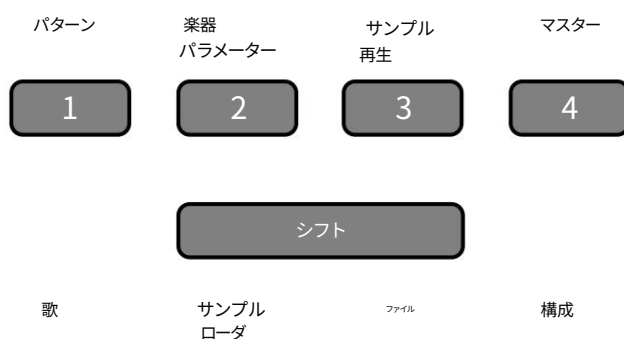 パターン
楽器
パラメーター
サンプル
再生
マスター
1
2
3
4
シフト
歌
サンプル
ローダ
ファイル
構成